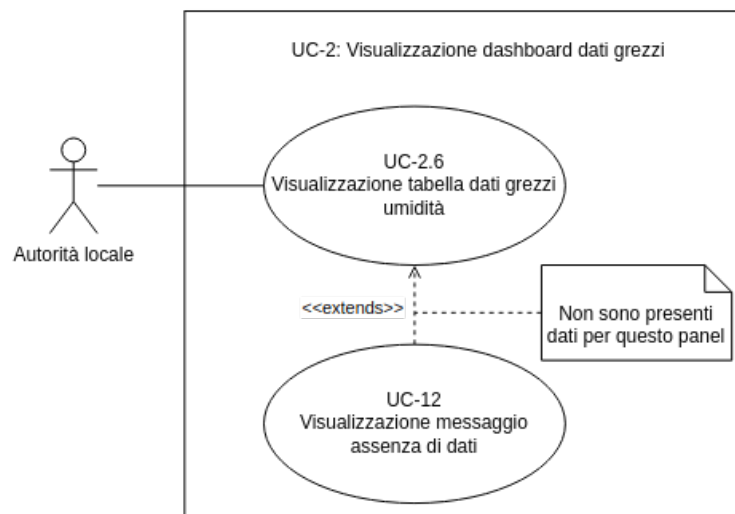 UC-2: Visualizzazione dashboard dati grezzi
UC-2.6
Visualizzazione tabella dati grezzi
umidità
Autorità locale
<<extends>>
Non sono presenti
dati per questo panel
UC-12
Visualizzazione messaggio
assenza di dati